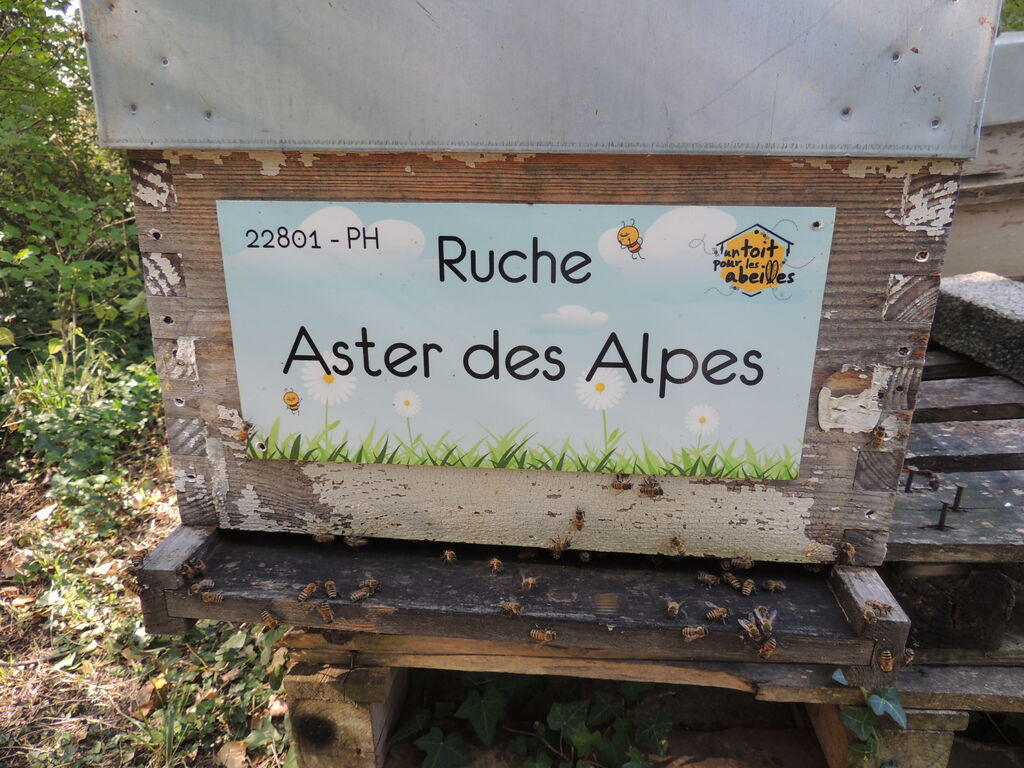 22801 - PH
Ruche
un toit
pour les
abeilles
Aster des Alpes